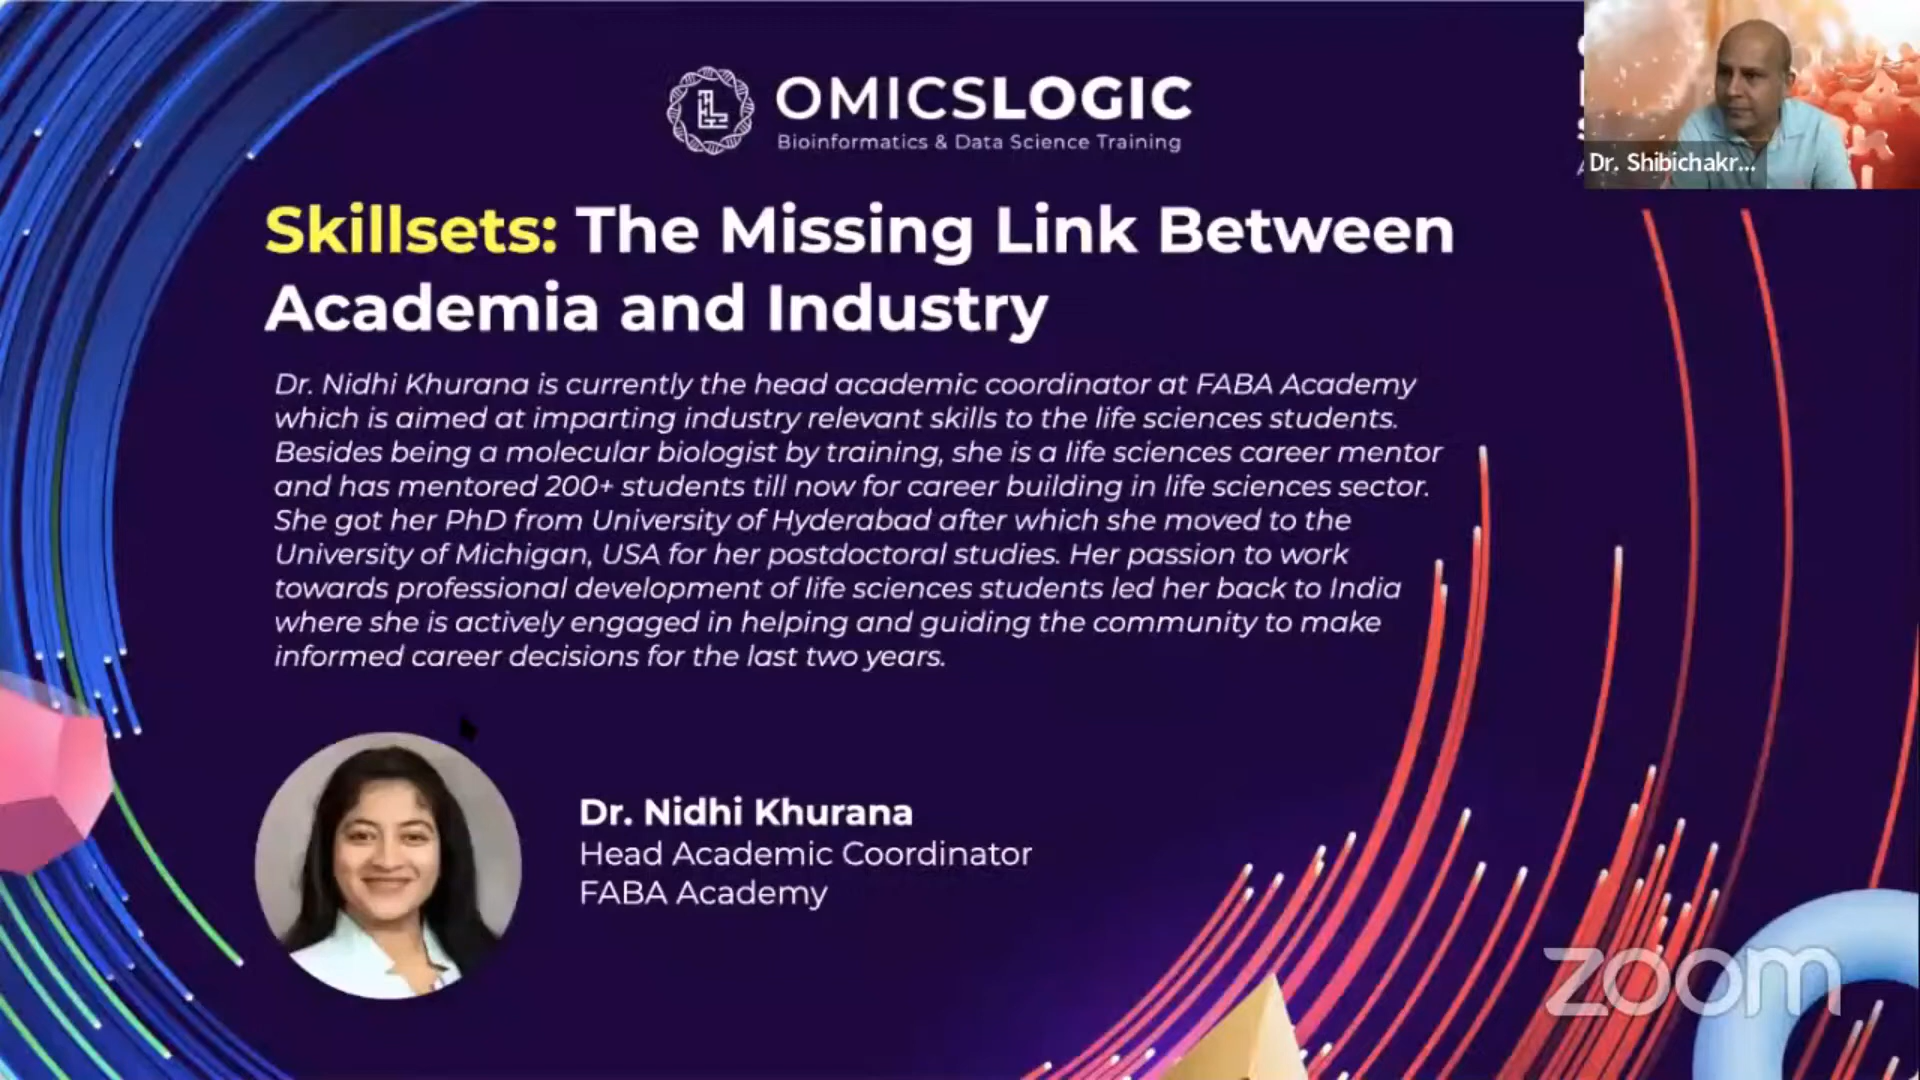 OMICSLOGIC
Bioinformatics & Data Science Training
Dr. Shibichakr...
Skillsets: The Missing Link Between
Academia and Industry
Dr. Nidhi Khurana is currently the head academic coordinator at FABA Academy
which is aimed at imparting industry relevant skills to the life sciences students.
Besides being a molecular biologist by training, she is a life sciences career mentor
and has mentored 200+ students till now for career building in life sciences sector.
She got her PhD from University of Hyderabad after which she moved to the
University of Michigan, USA for her postdoctoral studies. Her passion to work
towards professional development of life sciences students led her back to India
where she is actively engaged in helping and guiding the community to make
informed career decisions for the last two years.
Dr. Nidhi Khurana
Head Academic Coordinator
FABA Academy
zoom